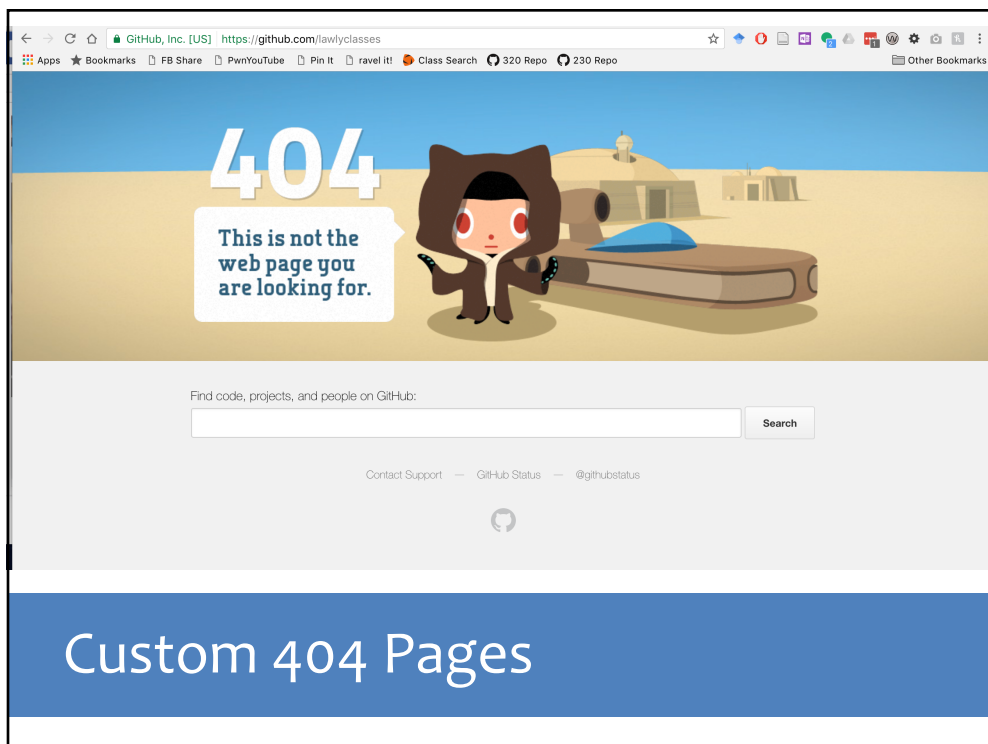 GitHub, Inc. [US] https://github.com/lawlyclasses
Apps Bookmarks FB Share PwnYouTube Pin It ravel it! Class Search 320 Repo 230 Repo Other Bookmarks
404
This is not the
web page you
are looking for.
Find code, projects, and people on GitHub:
Search
Contact Support — GitHub Status — @githubstatus
Custom 404 Pages